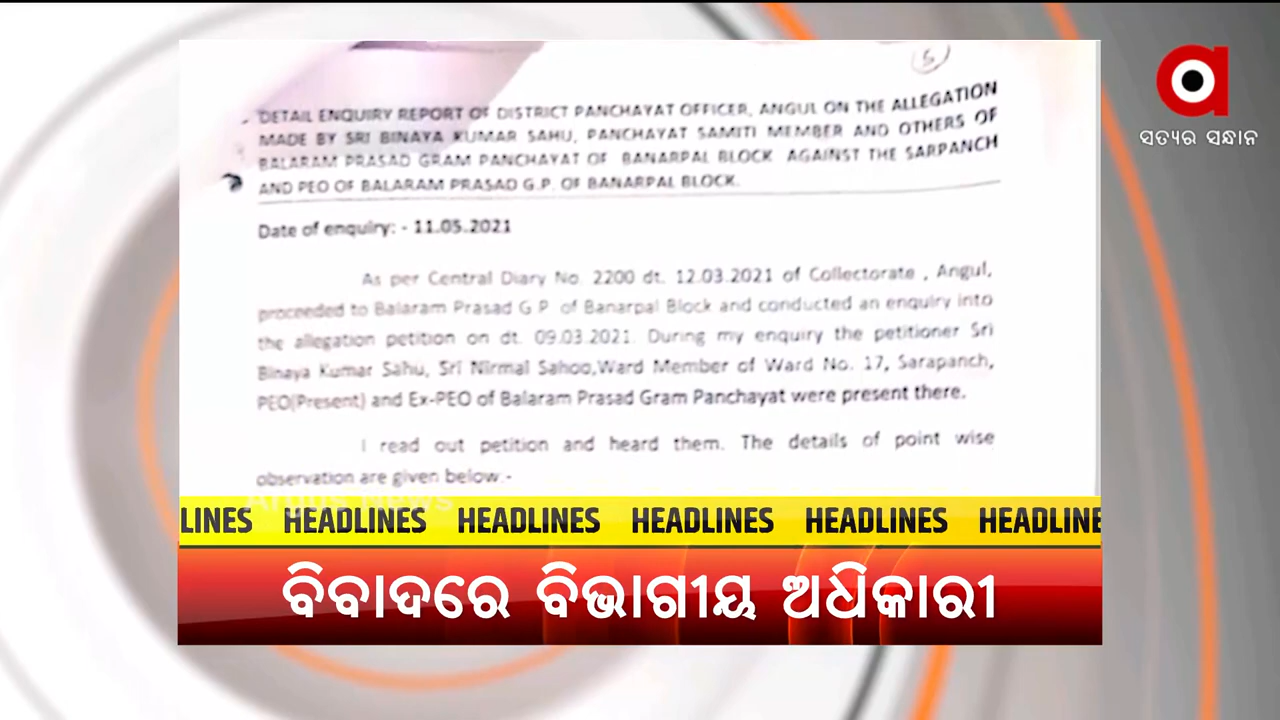 5
DETAIL ENQUIRY REPORT OF DISTRICT PANCHAYAT OFFICER, ANGUL ON THE ALLEGATION
MADE BY SRI BINAYA KUMAR SAHU, PANCHAYAT SAMITI MEMBER AND OTHERS OF
BALARAM PRASAD GRAM PANCHAYAT OF BANARPAL BLOCK AGAINST THE SARPANCH
AND PEO OF BALARAM PRASAD G.P. OF BANARPAL BLOCK.
Date of enquiry: - 11.05.2021
As per Central Diary No. 2200 dt. 12.03.2021 of Collectorate , Angul,
proceeded to Balaram Prasad G.P of Banarpal Block and conducted an enquiry into
the allegation petition on dt. 09.03.2021. During my enquiry the petitioner Sri
Binaya Kumar Sahu, Sri Nirmal Sahoo,Ward Member of Ward No. 17, Sarapanch,
PEO(Present) and Ex-PEO of Balaram Prasad Gram Panchayat were present there.
I read out petition and heard them. The details of point wise
observation are given below:-
Argus News
LINES HEADLINES HEADLINES HEADLINES HEADLINES HEADLINE
ବିବାଦରେ ବିଭାଗୀୟ ଅଧିକାରୀ
a
ସତ୍ୟର ସନ୍ଧାନ